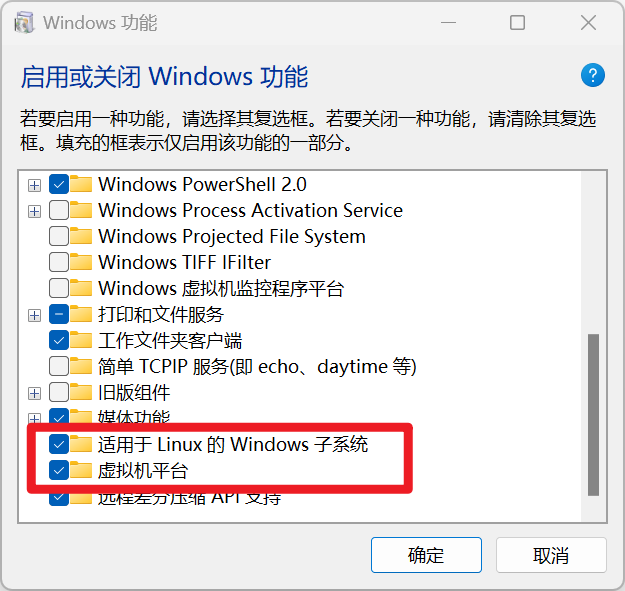 Windows 功能
启用或关闭 Windows 功能
?
若要启用一种功能，请选择其复选框。若要关闭一种功能，请清除其复选
框。填充的框表示仅启用该功能的一部分。
Windows PowerShell 2.0
Windows Process Activation Service
Windows Projected File System
Windows TIFF IFilter
Windows 虚拟机监控程序平台
打印和文件服务
工作文件夹客户端
简单 TCPIP 服务(即 echo、daytime 等)
旧版组件
媒体功能
适用于 Linux 的 Windows 子系统
虚拟机平台
远程差分压缩 API 支持
确定
取消